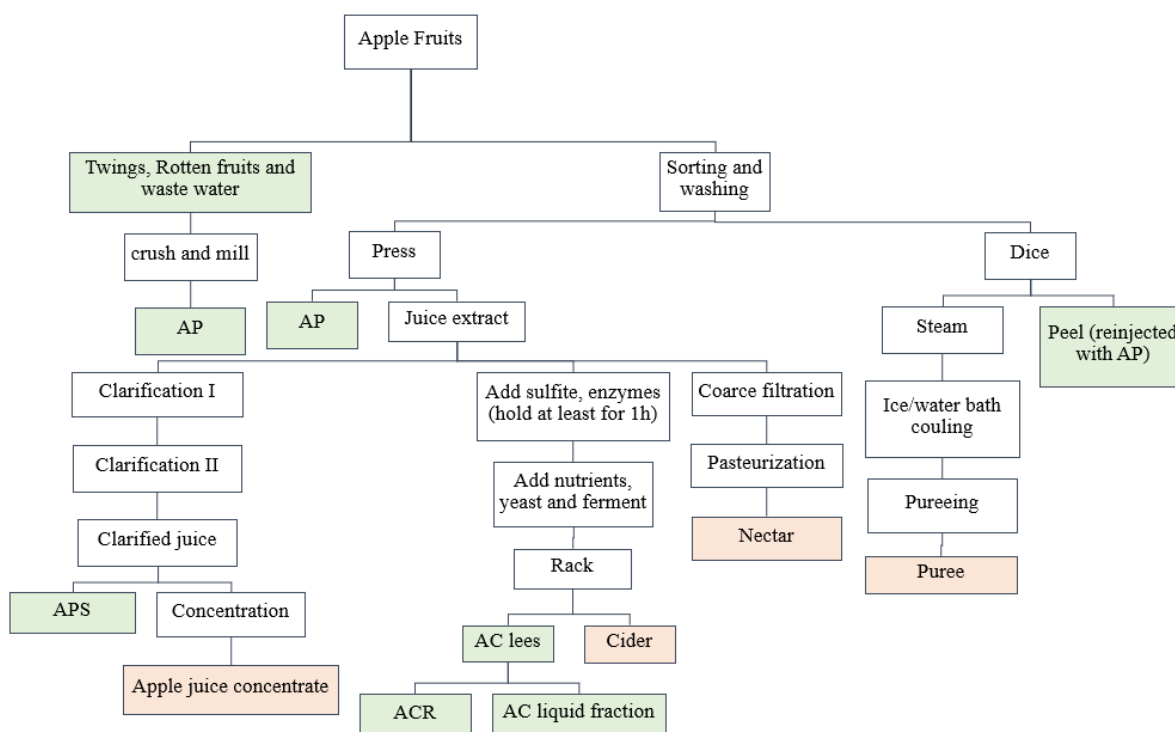 Apple Fruits
Twings, Rotten fruits and
waste water
Sorting and
washing
crush and mill
Press
Dice
AP
AP
Juice extract
Steam
Peel (reinjected
with AP)
Clarification I
Add sulfite, enzymes
(hold at least for 1h)
Coarce filtration
Ice/water bath
couling
Clarification II
Add nutrients,
yeast and ferment
Pasteurization
Pureeing
Clarified juice
Nectar
Rack
Puree
APS
Concentration
AC lees
Cider
Apple juice concentrate
ACR
AC liquid fraction